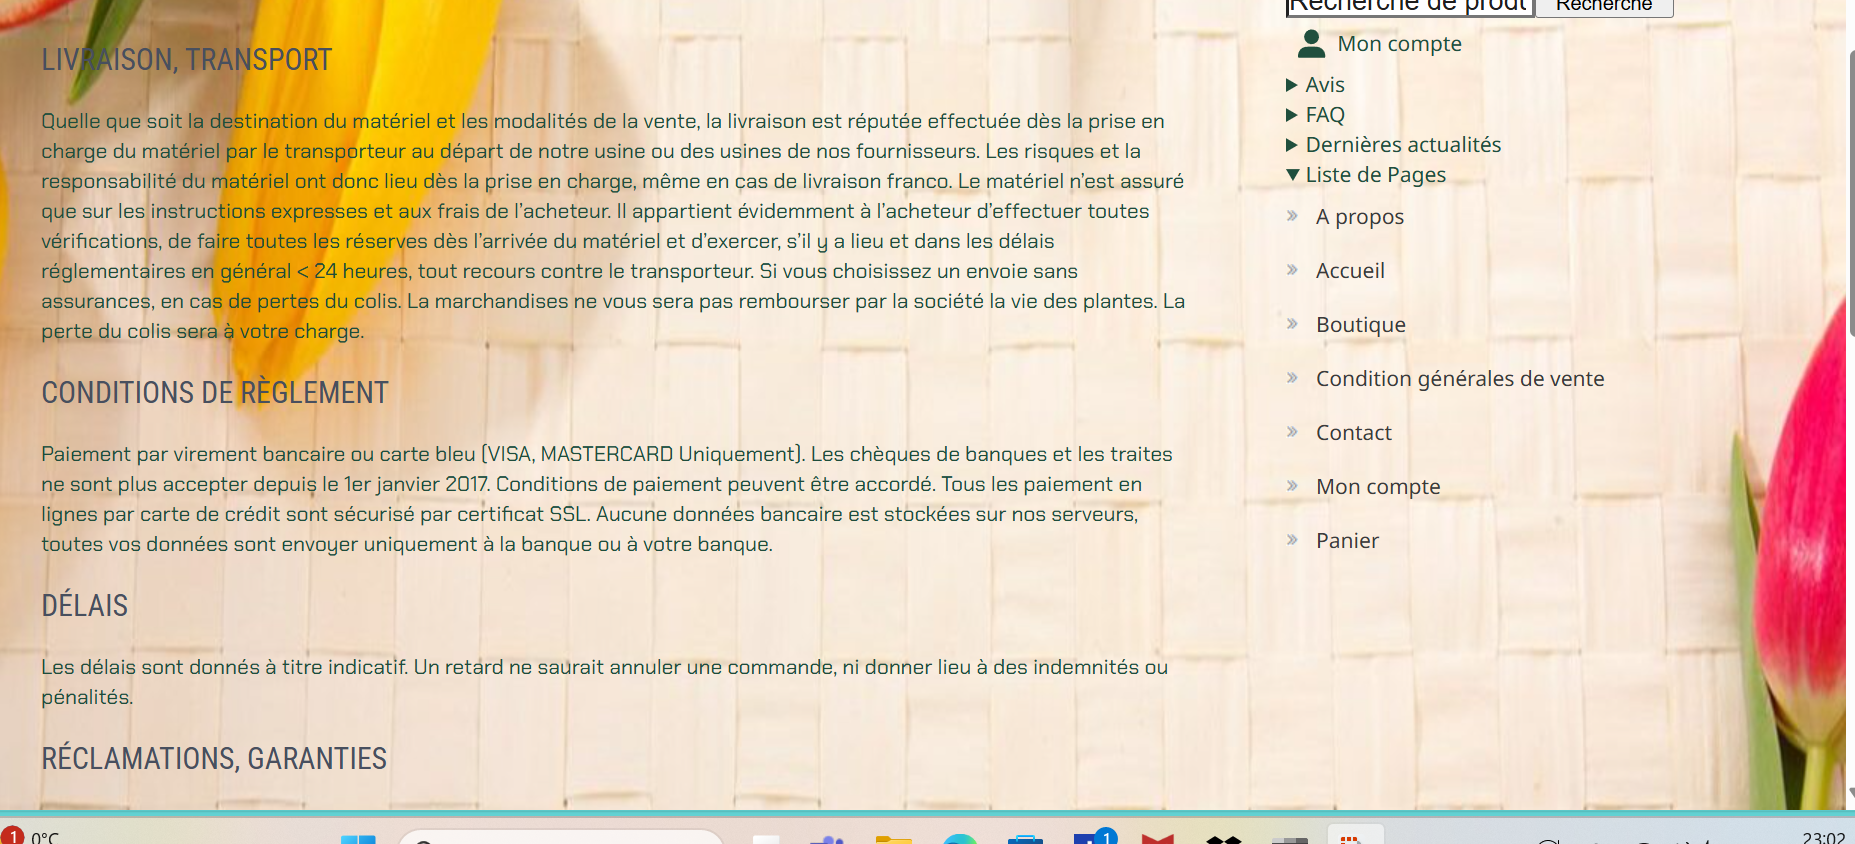 LIVRAISON, TRANSPORT
Quelle que soit la destination du matériel et les modalités de la vente, la livraison est réputée effectuée dès la prise en
charge du matériel par le transporteur au départ de notre usine ou des usines de nos fournisseurs. Les risques et la
responsabilité du matériel ont donc lieu dès la prise en charge, même en cas de livraison franco. Le matériel n’est assuré
que sur les instructions expresses et aux frais de l’acheteur. Il appartient évidemment à l’acheteur d’effectuer toutes
vérifications, de faire toutes les réserves dès l’arrivée du matériel et d’exercer, s’il y a lieu et dans les délais
réglementaires en général < 24 heures, tout recours contre le transporteur. Si vous choisissez un envoie sans
assurances, en cas de pertes du colis. La marchandises ne vous sera pas rembourser par la société la vie des plantes. La
perte du colis sera à votre charge.
CONDITIONS DE RÈGLEMENT
Paiement par virement bancaire ou carte bleu (VISA, MASTERCARD Uniquement). Les chèques de banques et les traites
ne sont plus accepter depuis le 1er janvier 2017. Conditions de paiement peuvent être accordé. Tous les paiement en
lignes par carte de crédit sont sécurisé par certificat SSL. Aucune données bancaire est stockées sur nos serveurs,
toutes vos données sont envoyer uniquement à la banque ou à votre banque.
DÉLAIS
Les délais sont donnés à titre indicatif. Un retard ne saurait annuler une commande, ni donner lieu à des indemnités ou
pénalités.
RÉCLAMATIONS, GARANTIES
Recherche de prod Recherche
Mon compte
Avis
FAQ
Dernières actualités
Liste de Pages
A propos
Accueil
Boutique
Condition générales de vente
Contact
Mon compte
Panier
1 0°C
1
23:02